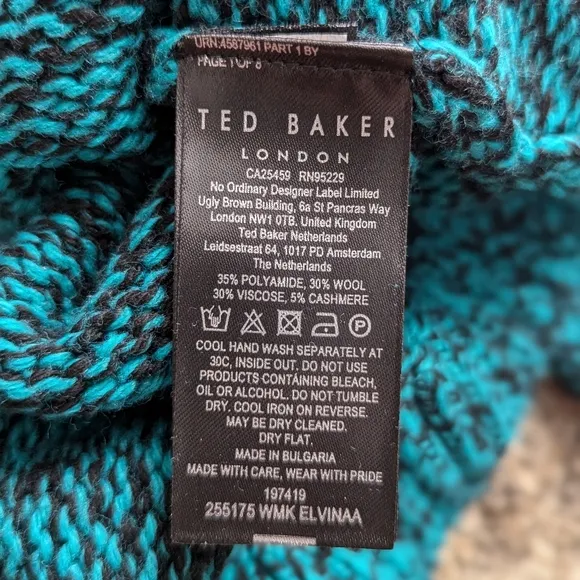 URN:4587961 PART 1 BY
PAGE 1 OF 8
TED BAKER
LONDON
CA25459 RN95229
No Ordinary Designer Label Limited
Ugly Brown Building, 6a St Pancras Way
London NW1 0TB. United Kingdom
Ted Baker Netherlands
Leidsestraat 64, 1017 PD Amsterdam
The Netherlands
35% POLYAMIDE, 30% WOOL
30% VISCOSE, 5% CASHMERE
P
COOL HAND WASH SEPARATELY AT
30C, INSIDE OUT. DO NOT USE
PRODUCTS CONTAINING BLEACH,
OIL OR ALCOHOL. DO NOT TUMBLE
DRY. COOL IRON ON REVERSE.
MAY BE DRY CLEANED.
DRY FLAT.
MADE IN BULGARIA
MADE WITH CARE, WEAR WITH PRIDE
197419
255175 WMK ELVINAA